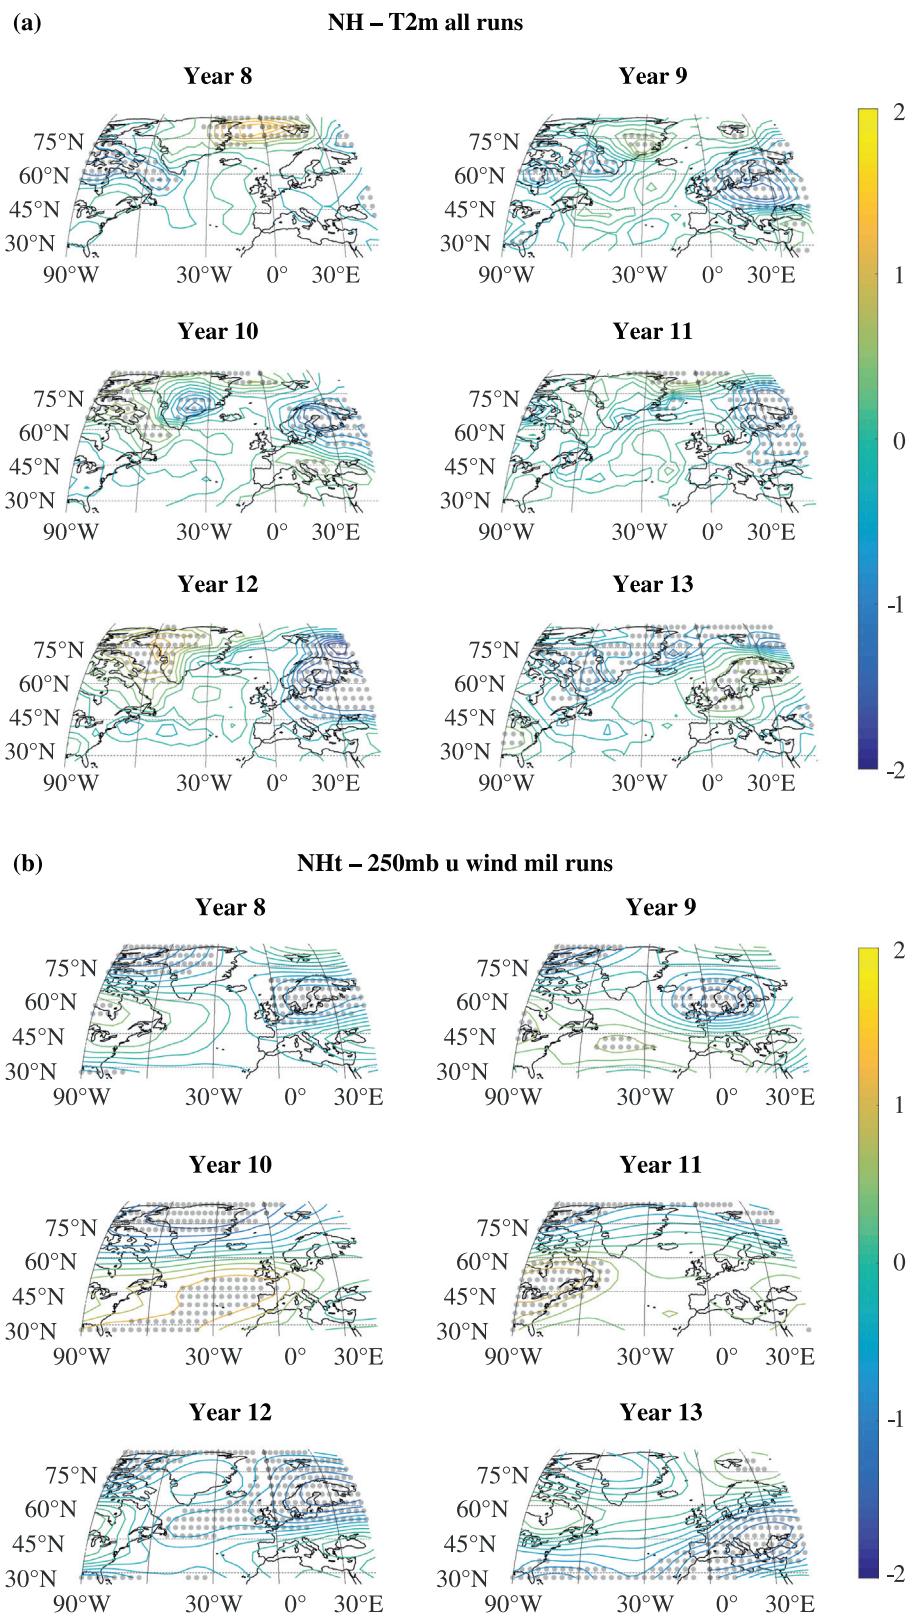 (a) NH – T2m all runs
Year 8 Year 9
75°N 75°N
60°N 60°N
45°N 45°N
30°N 30°N
90°W 30°W 0° 30°E 90°W 30°W 0° 30°E
Year 10 Year 11
75°N 75°N
60°N 60°N
45°N 45°N
30°N 30°N
90°W 30°W 0° 30°E 90°W 30°W 0° 30°E
Year 12 Year 13
75°N 75°N
60°N 60°N
45°N 45°N
30°N 30°N
90°W 30°W 0° 30°E 90°W 30°W 0° 30°E
2
1
0
-1
-2
(b) NHt – 250mb u wind mil runs
Year 8 Year 9
75°N 75°N
60°N 60°N
45°N 45°N
30°N 30°N
90°W 30°W 0° 30°E 90°W 30°W 0° 30°E
Year 10 Year 11
75°N 75°N
60°N 60°N
45°N 45°N
30°N 30°N
90°W 30°W 0° 30°E 90°W 30°W 0° 30°E
Year 12 Year 13
75°N 75°N
60°N 60°N
45°N 45°N
30°N 30°N
90°W 30°W 0° 30°E 90°W 30°W 0° 30°E
2
1
0
-1
-2